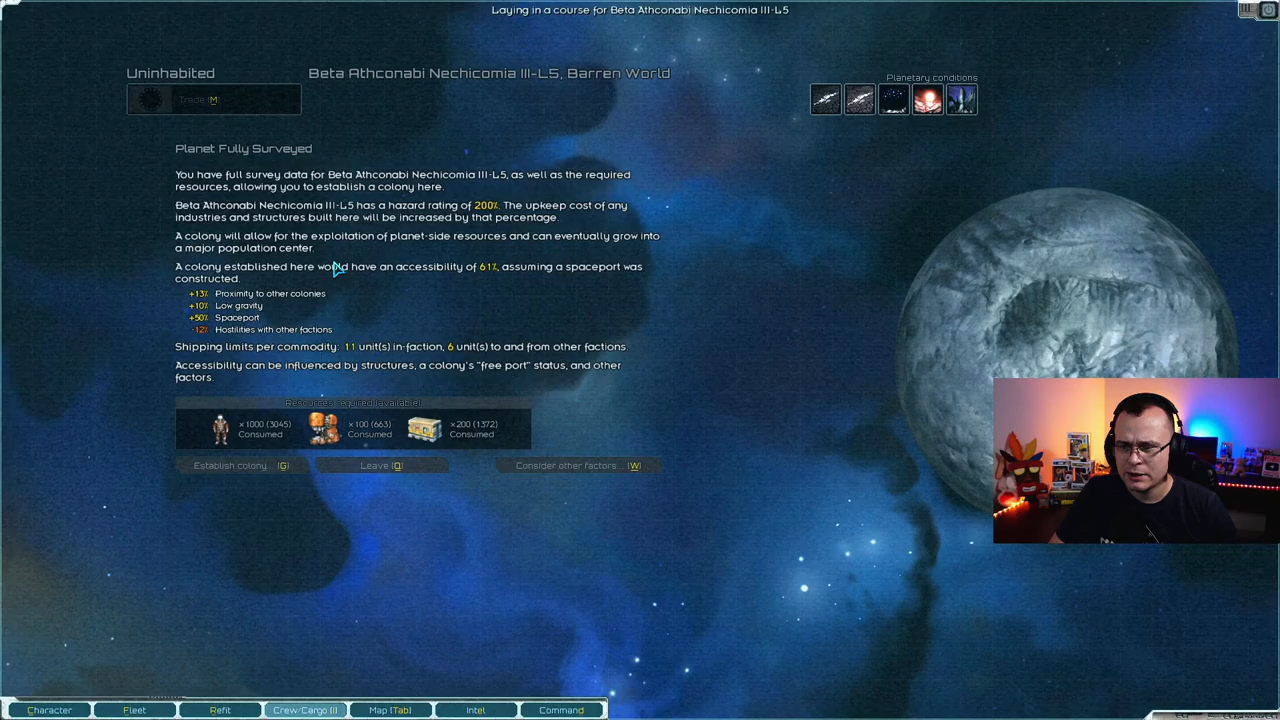 Laying in a course for Beta Athconabi Nechicomia III-L5
Uninhabited
Beta Athconabi Nechicomia III-L5, Barren World
Planetary conditions
Trade [M]
Planet Fully Surveyed
You have full survey data for Beta Athconabi Nechicomia III-L5, as well as the required
resources, allowing you to establish a colony here.
Beta Athconabi Nechicomia III-L5 has a hazard rating of 200%. The upkeep cost of any
industries and structures built here will be increased by that percentage.
A colony will allow for the exploitation of planet-side resources and can eventually grow into
a major population center.
A colony established here would have an accessibility of 61%, assuming a spaceport was
constructed.
+13% Proximity to other colonies
+10% Low gravity
+50% Spaceport
-12% Hostilities with other factions
Shipping limits per commodity: 11 unit(s) in-faction, 6 unit(s) to and from other factions.
Accessibility can be influenced by structures, a colony's "free port" status, and other
factors.
Resources required (available)
×1000 (3045)
Consumed
×100 (663)
Consumed
×200 (1372)
Consumed
Establish colony... [G]
Leave [Q]
Consider other factors... [W]
Character
Fleet
Refit
Crew/Cargo [I]
Map [Tab]
Intel
Command